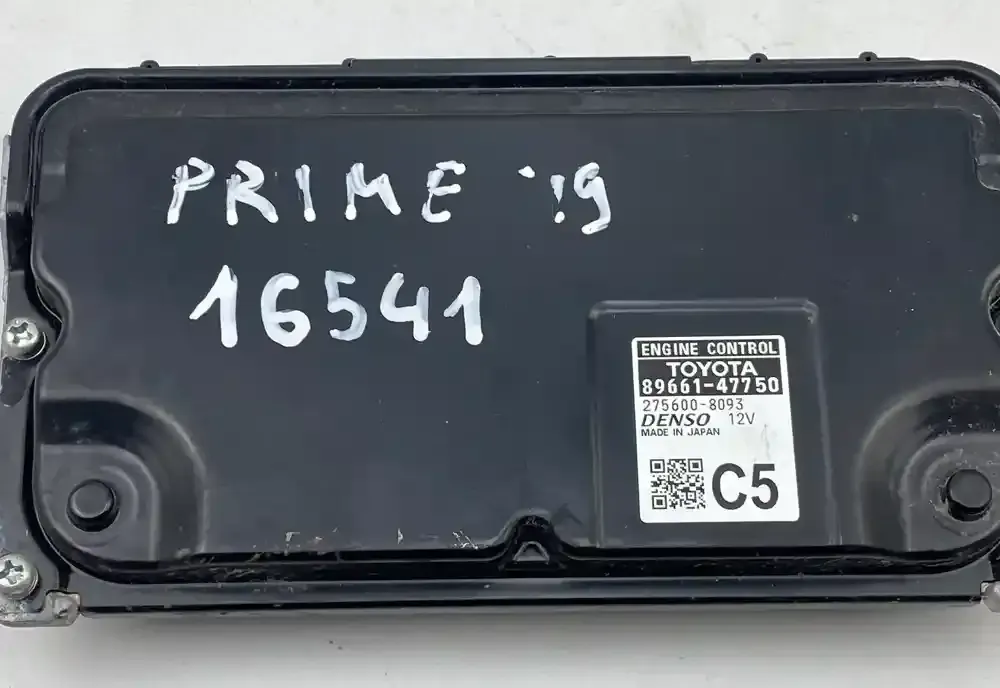 PRIME '19
16541
ENGINE CONTROL
TOYOTA
89661-47750
275600-8093
DENSO 12V
MADE IN JAPAN
C5